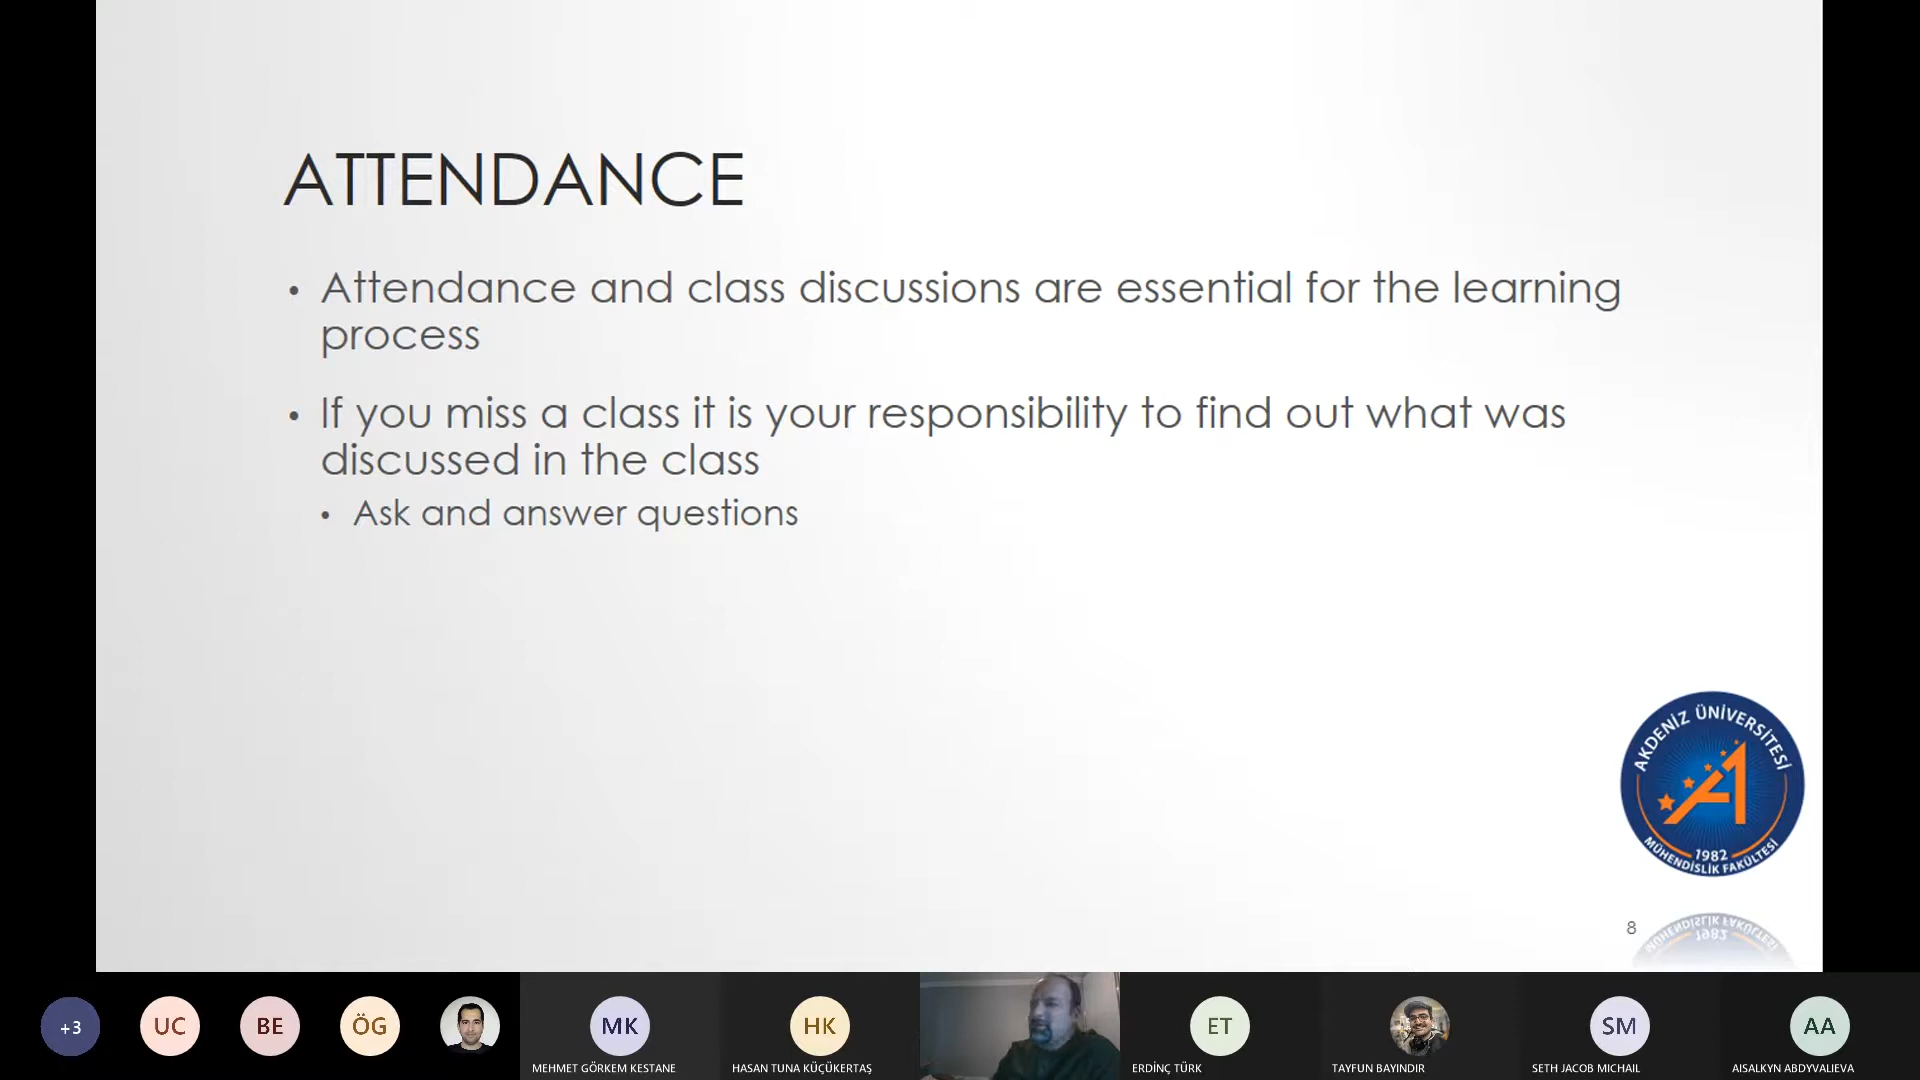 ATTENDANCE
• Attendance and class discussions are essential for the learning
process
• If you miss a class it is your responsibility to find out what was
discussed in the class
• Ask and answer questions
AKDENİZ ÜNİVERSİTESİ
1982
MÜHENDİSLİK FAKÜLTESİ
8
+3
UC
BE
ÖG
MK
HK
ET
SM
AA
MEHMET GÖRKEM KESTANE
HASAN TUNA KÜÇÜKERTAŞ
ERDİNÇ TÜRK
TAYFUN BAYINDIR
SETH JACOB MICHAIL
AISALKYN ABDYVALIEVA